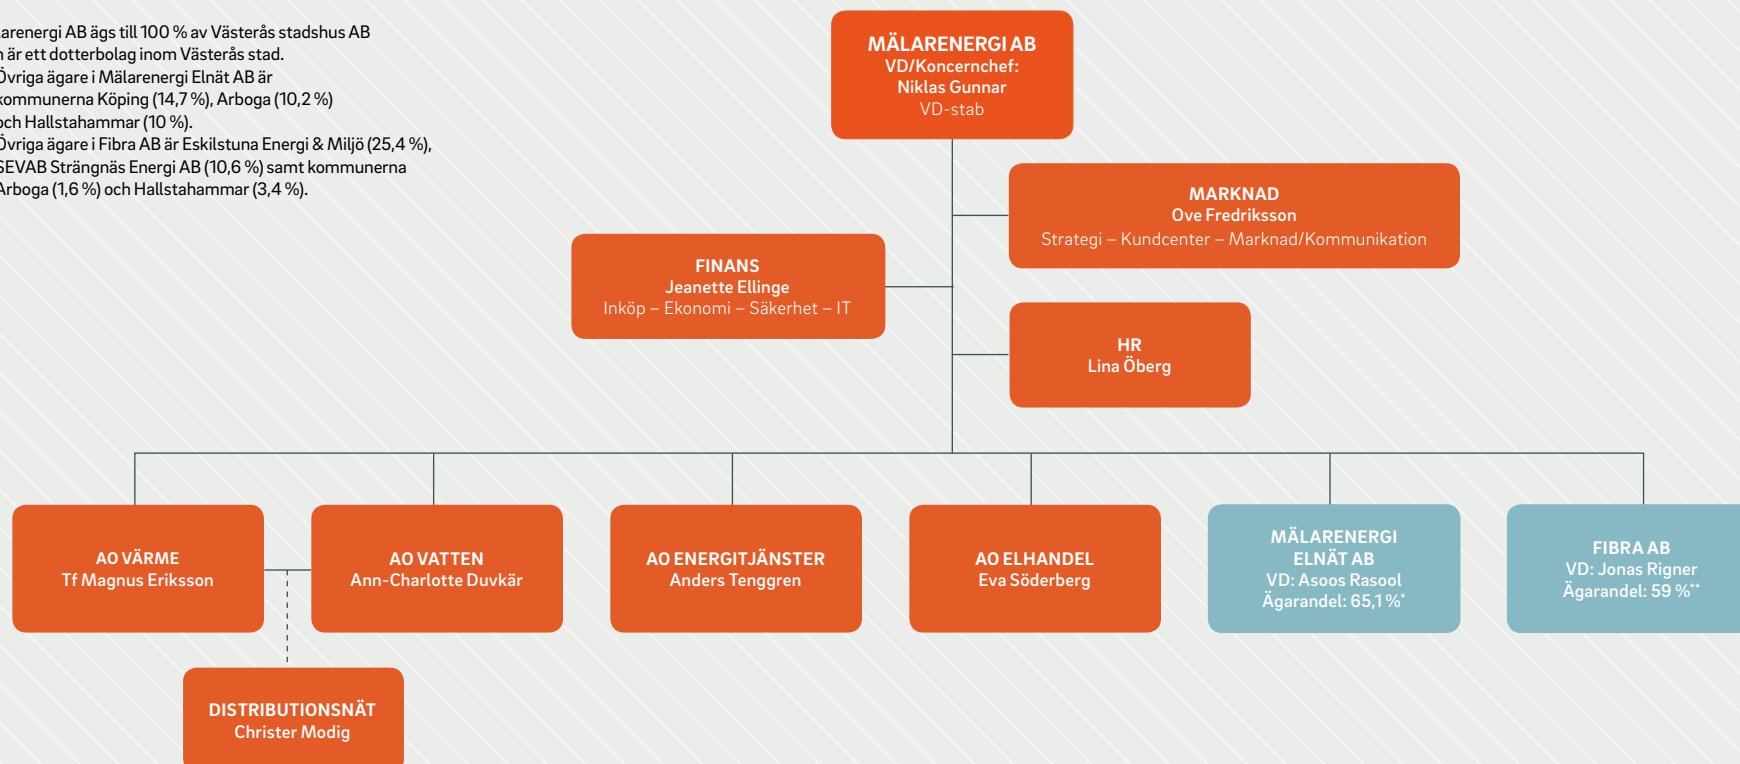 larenergi AB ägs till 100 % av Västerås stadshus AB
är ett dotterbolag inom Västerås stad.
Övriga ägare i Mälarenergi Elnät AB är
kommunerna Köping (14,7 %), Arboga (10,2 %)
och Hallstahammar (10 %).
Övriga ägare i Fibra AB är Eskilstuna Energi & Miljö (25,4 %),
SEVAB Strängnäs Energi AB (10,6 %) samt kommunerna
Arboga (1,6 %) och Hallstahammar (3,4 %).
MÄLARENERGI AB
VD/Koncernchef:
Niklas Gunnar
VD-stab
MARKNAD
Ove Fredriksson
Strategi – Kundcenter – Marknad/Kommunikation
FINANS
Jeanette Ellinge
Inköp – Ekonomi – Säkerhet – IT
HR
Lina Öberg
AO VÄRME
Tf Magnus Eriksson
AO VATTEN
Ann-Charlotte Duvkär
AO ENERGITJÄNSTER
Anders Tenggren
AO ELHANDEL
Eva Söderberg
MÄLARENERGI
ELNÄT AB
VD: Asoos Rasool
Ägarandel: 65,1 %*
FIBRA AB
VD: Jonas Rigner
Ägarandel: 59 %**
DISTRIBUTIONSNÄT
Christer Modig